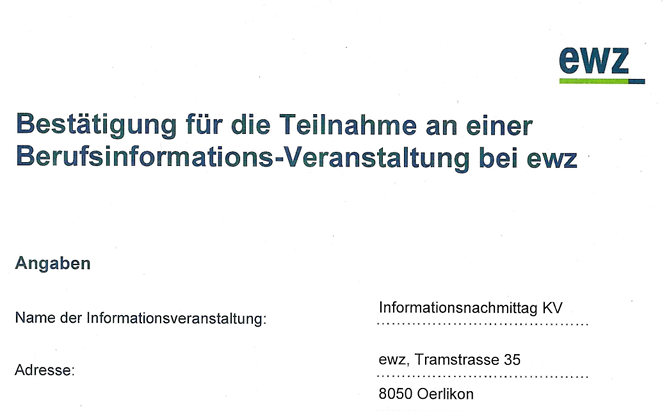 ewz
Bestätigung für die Teilnahme an einer
Berufsinformations-Veranstaltung bei ewz
Angaben
Name der Informationsveranstaltung:
Informationsnachmittag KV
Adresse:
ewz, Tramstrasse 35
8050 Oerlikon